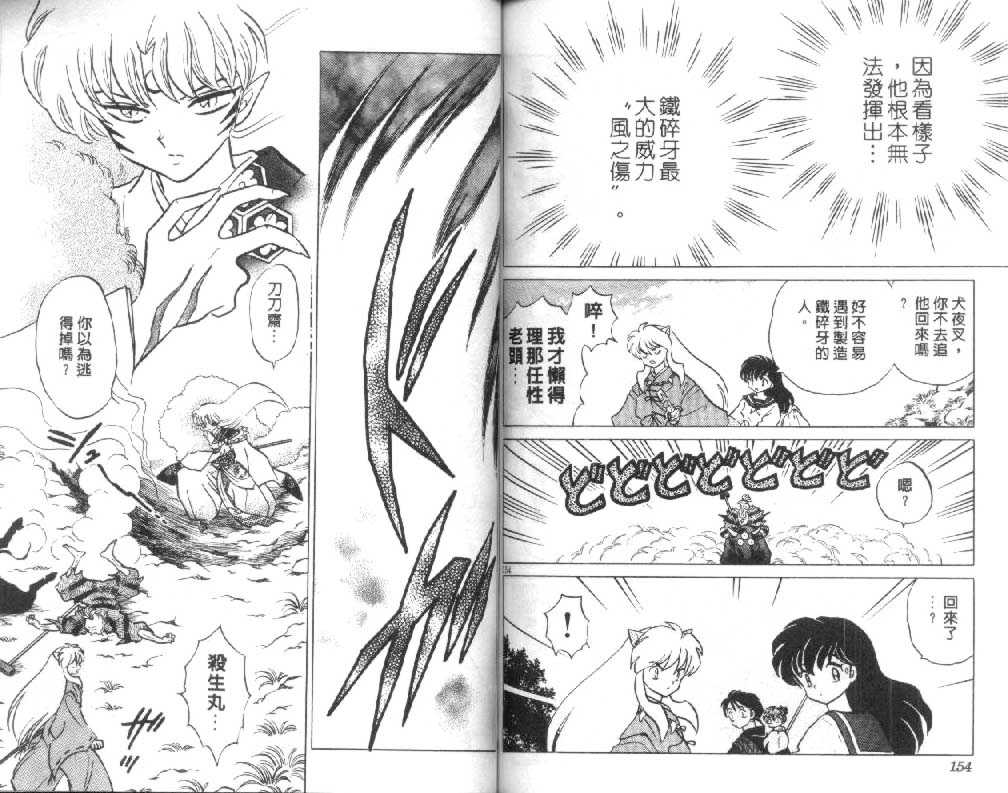 因為看樣子
，他根本無
法發揮出⋯
鐵碎牙最
大的威力
“風之傷”。
犬夜叉，
你不去追
他回來嗎
?
好不容易
遇到製造
鐵碎牙的
人。
啐!
我才懶得
理那任性
老頭⋯
嗯?
どどどどどどど
回來了
⋯?
!
154
刀刀齋⋯
你以為逃
得掉嗎?
殺生丸⋯